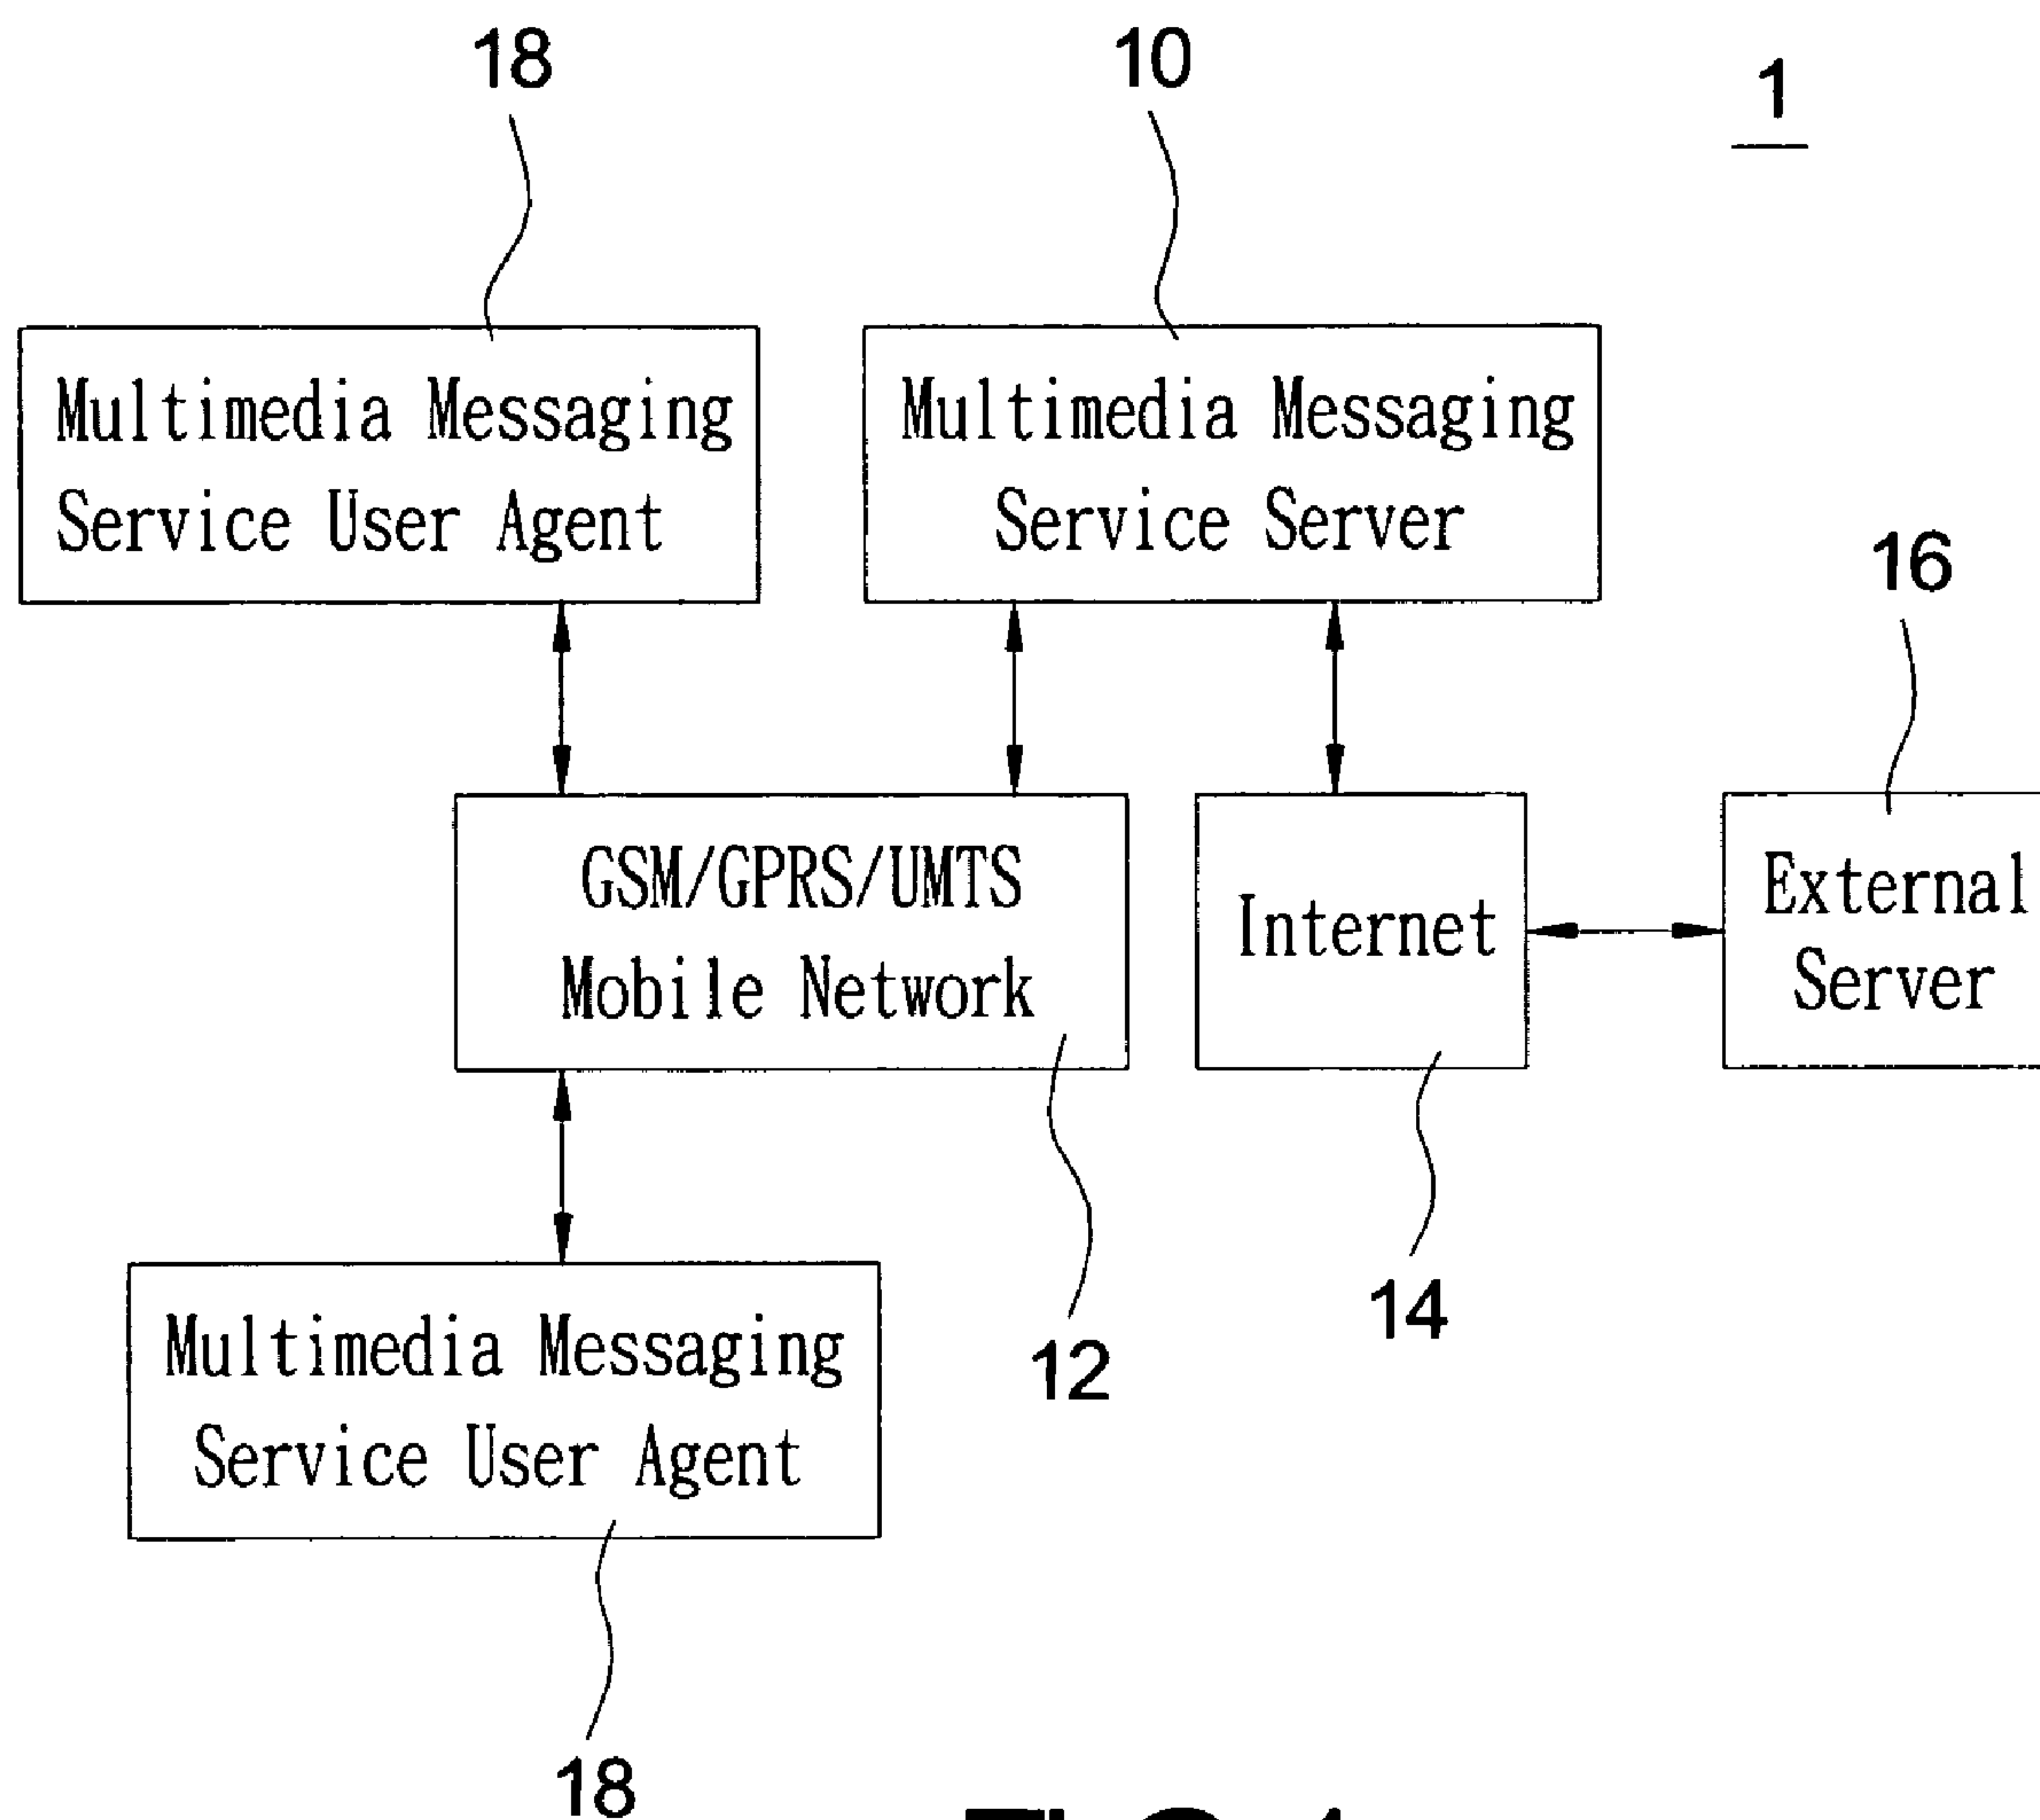 18
10
1
Multimedia Messaging
Service User Agent
Multimedia Messaging
Service Server
16
GSM/GPRS/UMTS
Mobile Network
Internet
External
Server
14
12
Multimedia Messaging
Service User Agent
18